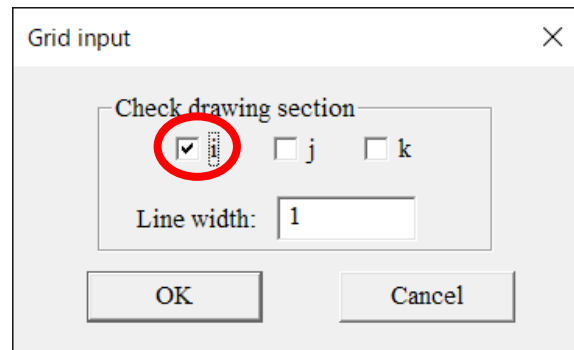 Grid input
Check drawing section
i j k
Line width: 1
OK Cancel